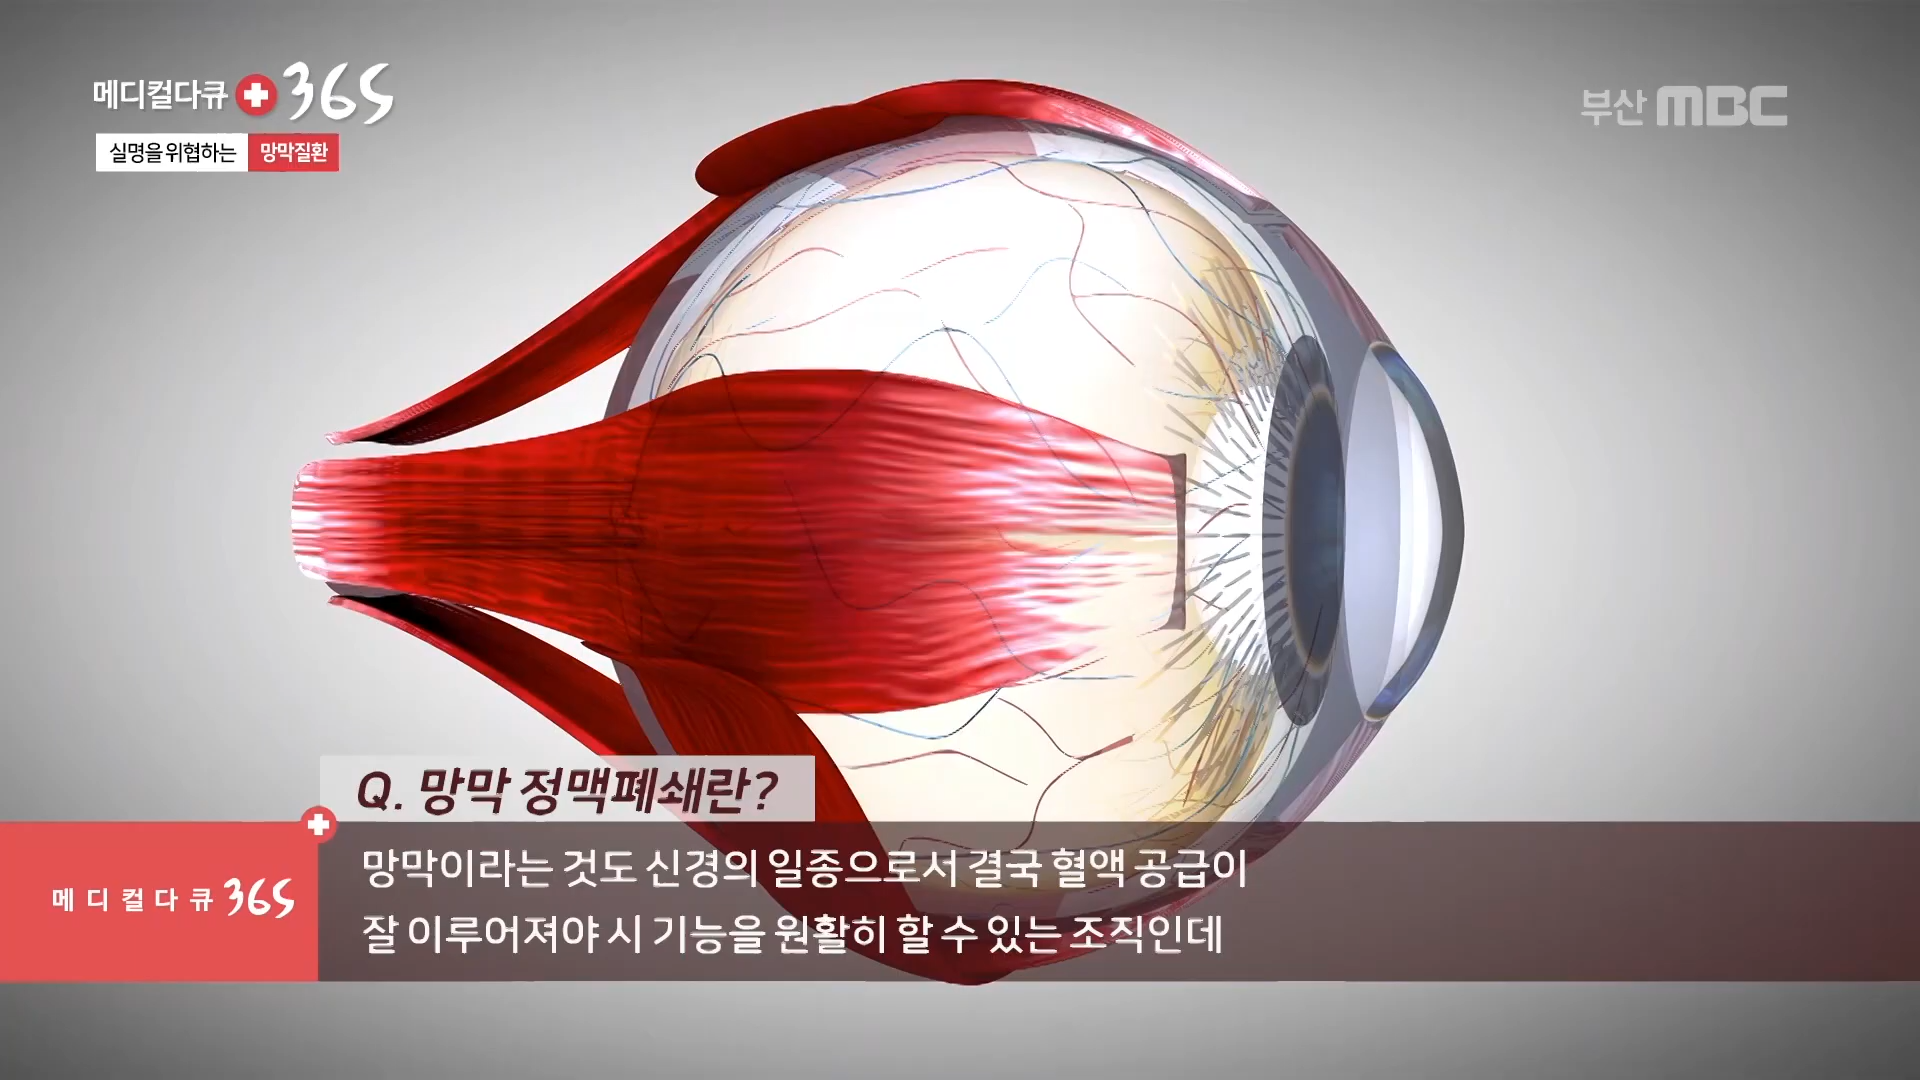 메디컬다큐 365
실명을 위협하는 망막질환
부산 MBC
Q. 망막 정맥폐쇄란?
망막이라는 것도 신경의 일종으로서 결국 혈액 공급이
잘 이루어져야 시 기능을 원활히 할 수 있는 조직인데
메디컬다큐 365